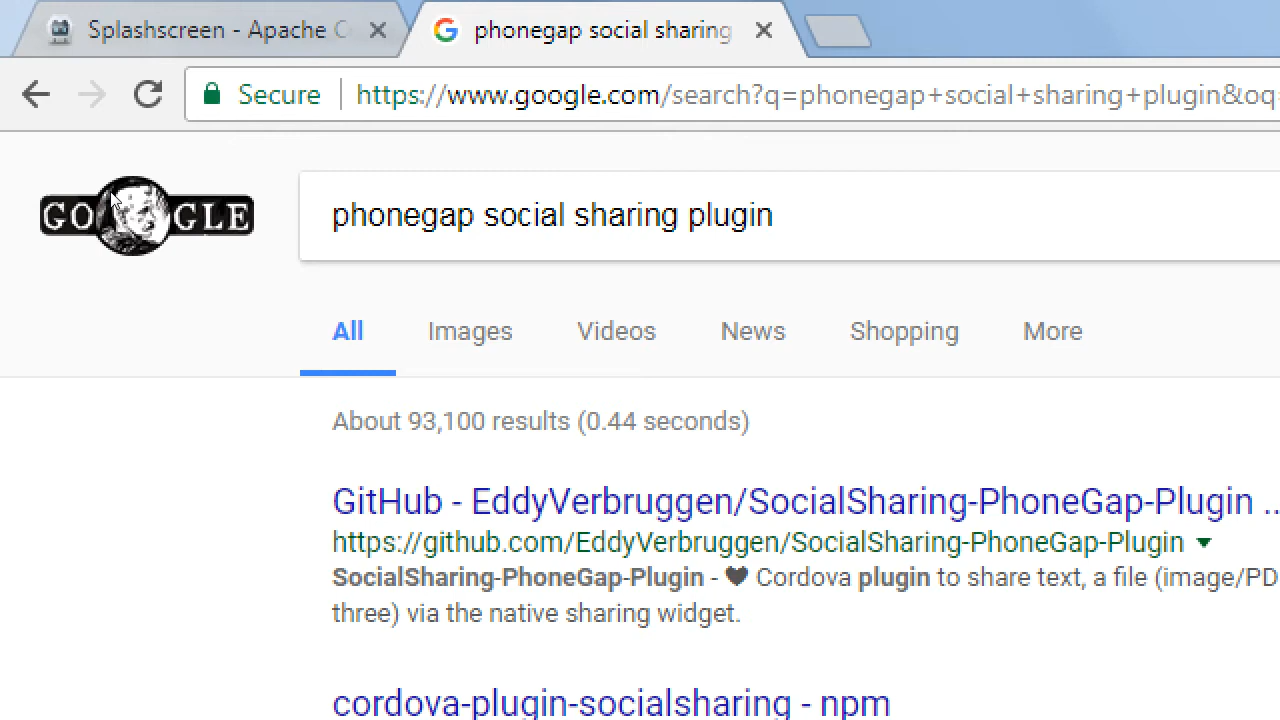 Splashscreen - Apache C
phonegap social sharing
Secure https://www.google.com/search?q=phonegap+social+sharing+plugin&oq=
GOOGLE
phonegap social sharing plugin
All Images Videos News Shopping More
About 93,100 results (0.44 seconds)
GitHub - EddyVerbruggen/SocialSharing-PhoneGap-Plugin ...
https://github.com/EddyVerbruggen/SocialSharing-PhoneGap-Plugin
SocialSharing-PhoneGap-Plugin - ♥ Cordova plugin to share text, a file (image/PD
three) via the native sharing widget.
cordova-plugin-socialsharing - npm